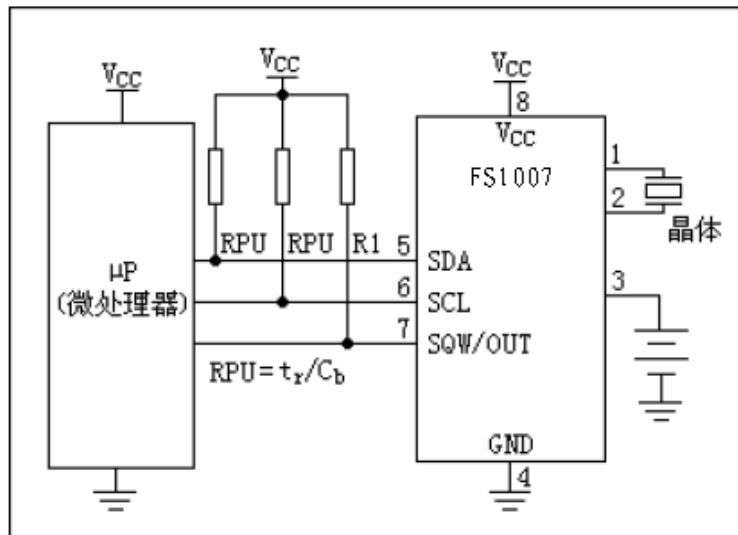 VCC
VCC
VCC
8
VCC
FS1007
1
2
晶体
RPU
RPU
R1
5
SDA
μP
(微处理器)
6
SCL
3
7
SQW/OUT
RPU=tr/Cb
GND
4